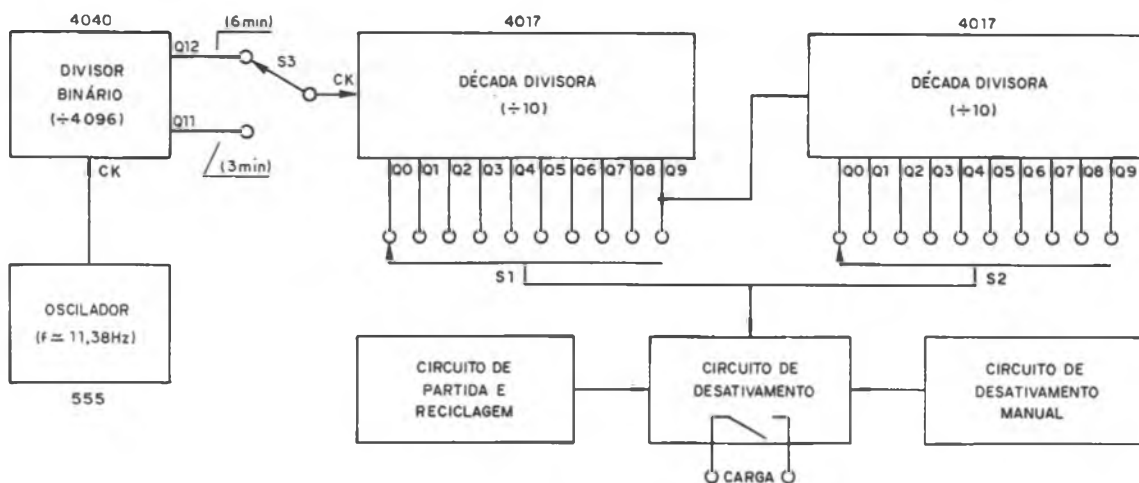 4040
DIVISOR
BINÁRIO
(÷4096)
Q12
Q11
CK
(6min)
(3min)
S3
CK
OSCILADOR
(f ≃ 11,38Hz)
555
4017
DÉCADA DIVISORA
(÷10)
Q0 Q1 Q2 Q3 Q4 Q5 Q6 Q7 Q8 Q9
S1
4017
DÉCADA DIVISORA
(÷10)
Q0 Q1 Q2 Q3 Q4 Q5 Q6 Q7 Q8 Q9
S2
CIRCUITO DE
PARTIDA E
RECICLAGEM
CIRCUITO DE
DESATIVAMENTO
CARGA
CIRCUITO DE
DESATIVAMENTO
MANUAL